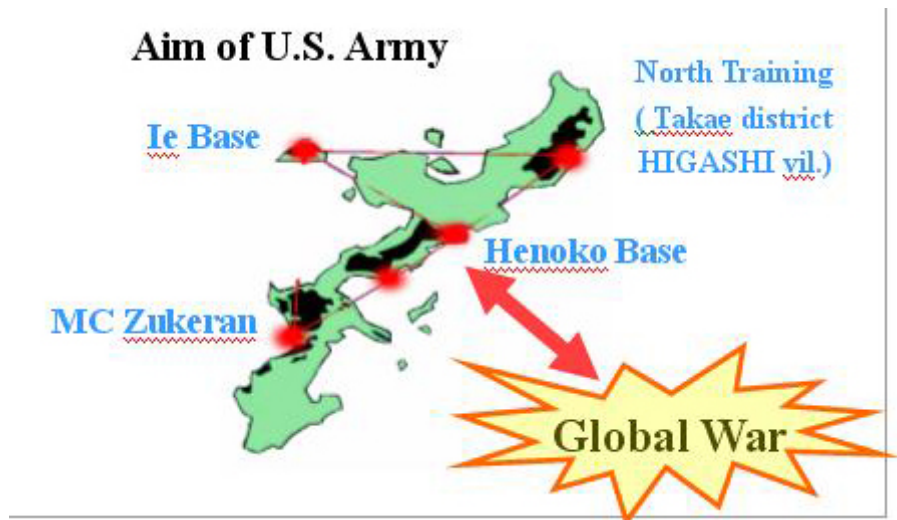 Aim of U.S. Army
North Training
( Takae district
HIGASHI vil.)
Ie Base
Henoko Base
MC Zukeran
Global War